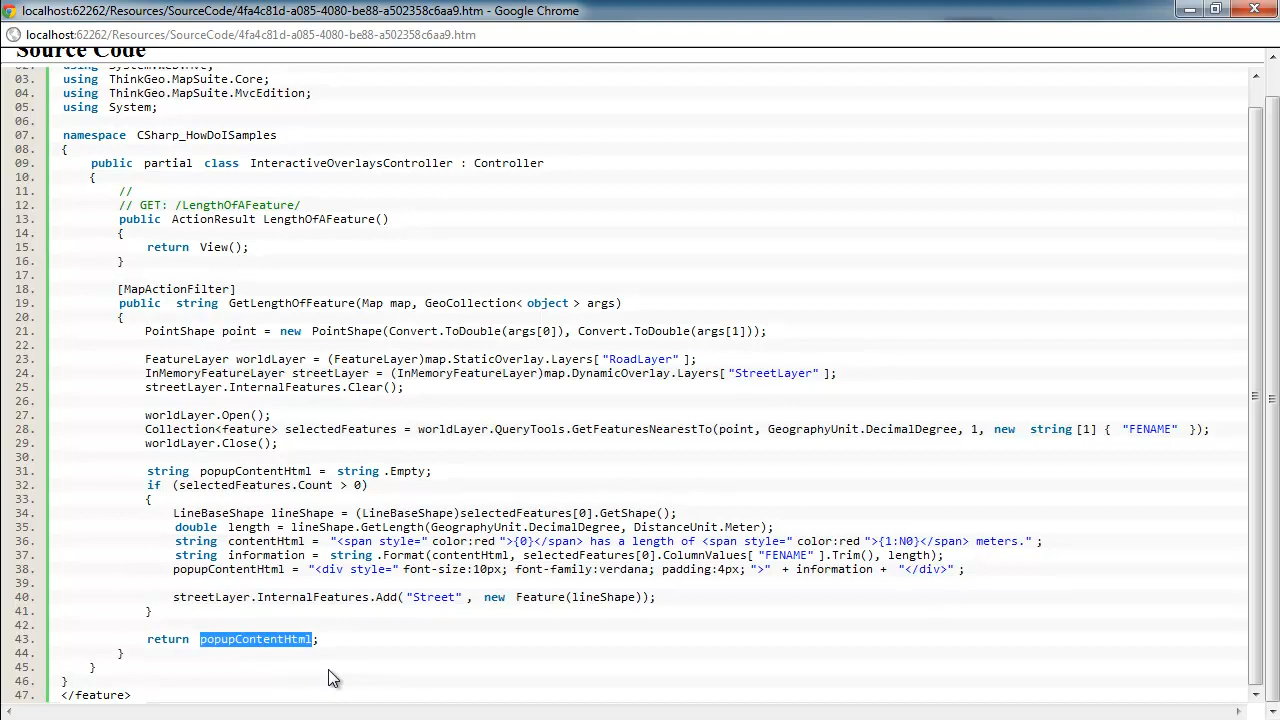 localhost:62262/Resources/SourceCode/4fa4c81d-a085-4080-be88-a502358c6aa9.htm - Google Chrome
localhost:62262/Resources/SourceCode/4fa4c81d-a085-4080-be88-a502358c6aa9.htm
Source Code
02. using System.Web.Mvc;
03. using ThinkGeo.MapSuite.Core;
04. using ThinkGeo.MapSuite.MvcEdition;
05. using System;
06.
07. namespace CSharp_HowDoISamples
08. {
09. public partial class InteractiveOverlaysController : Controller
10. {
11. //
12. // GET: /LengthOfAFeature/
13. public ActionResult LengthOfAFeature()
14. {
15. return View();
16. }
17.
18. [MapActionFilter]
19. public string GetLengthOfFeature(Map map, GeoCollection< object > args)
20. {
21. PointShape point = new PointShape(Convert.ToDouble(args[0]), Convert.ToDouble(args[1]));
22.
23. FeatureLayer worldLayer = (FeatureLayer)map.StaticOverlay.Layers["RoadLayer" ];
24. InMemoryFeatureLayer streetLayer = (InMemoryFeatureLayer)map.DynamicOverlay.Layers["StreetLayer" ];
25. streetLayer.InternalFeatures.Clear();
26.
27. worldLayer.Open();
28. Collection<feature> selectedFeatures = worldLayer.QueryTools.GetFeaturesNearestTo(point, GeographyUnit.DecimalDegree, 1, new string [1] { "FENAME" });
29. worldLayer.Close();
30.
31. string popupContentHtml = string .Empty;
32. if (selectedFeatures.Count > 0)
33. {
34. LineBaseShape lineShape = (LineBaseShape)selectedFeatures[0].GetShape();
35. double length = lineShape.GetLength(GeographyUnit.DecimalDegree, DistanceUnit.Meter);
36. string contentHtml = "<span style=" color:red ">{0}</span> has a length of <span style=" color:red ">{1:N0}</span> meters." ;
37. string information = string .Format(contentHtml, selectedFeatures[0].ColumnValues[ "FENAME" ].Trim(), length);
38. popupContentHtml = "<div style=" font-size:10px; font-family:verdana; padding:4px; ">" + information + "</div>" ;
39.
40. streetLayer.InternalFeatures.Add("Street" , new Feature(lineShape));
41. }
42.
43. return popupContentHtml;
44. }
45. }
46. }
47. </feature>